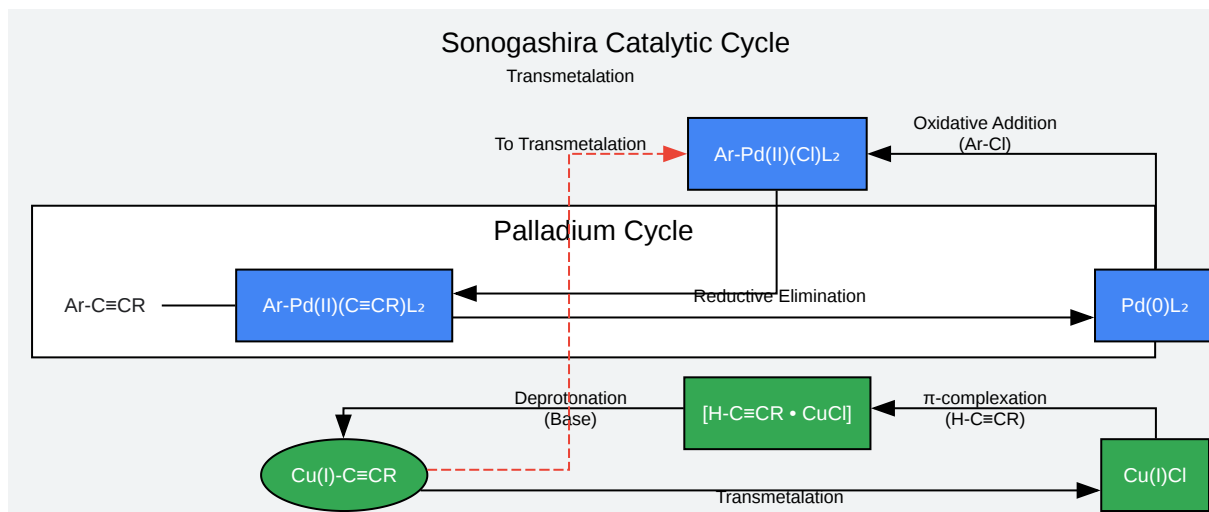 Sonogashira Catalytic Cycle
Transmetalation
Oxidative Addition
(Ar-Cl)
To Transmetalation
Ar-Pd(II)(Cl)L₂
Palladium Cycle
Ar-C≡CR
Ar-Pd(II)(C≡CR)L₂
Reductive Elimination
Pd(0)L₂
Deprotonation
(Base)
[H-C≡CR • CuCl]
π-complexation
(H-C≡CR)
Cu(I)-C≡CR
Cu(I)Cl
Transmetalation